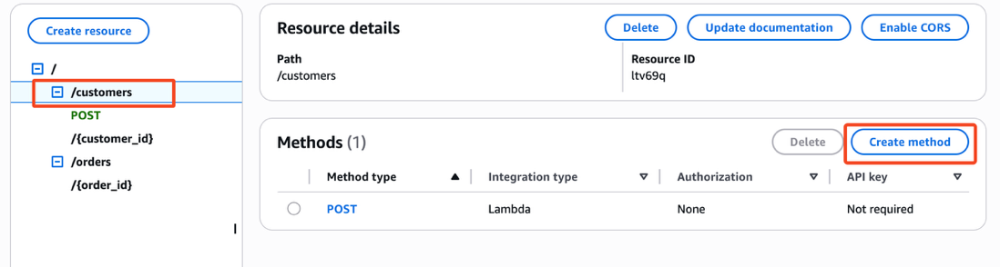 Create resource
/
/customers
POST
/{customer_id}
/orders
/{order_id}
Resource details
Delete
Update documentation
Enable CORS
Path
/customers
Resource ID
ltv69q
Methods (1)
Delete
Create method
Method type
Integration type
Authorization
API key
POST
Lambda
None
Not required